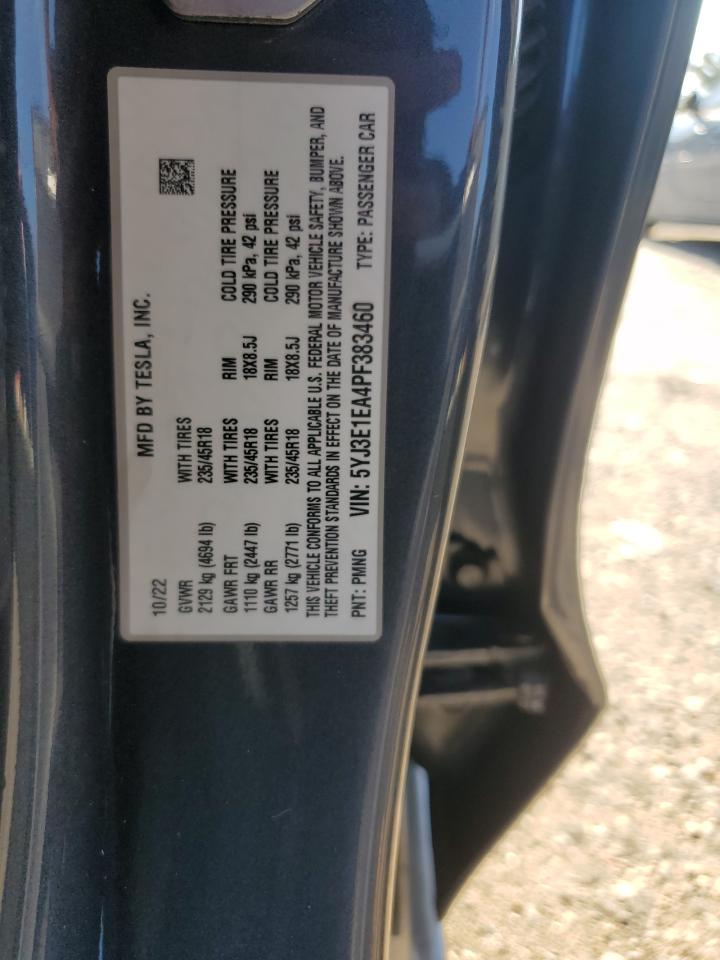 MFD BY TESLA, INC.
10/22
GVWR WITH TIRES
2129 kg (4694 lb) 235/45R18
GAWR FRT WITH TIRES RIM COLD TIRE PRESSURE
1110 kg (2447 lb) 235/45R18 18X8.5J 290 kPa, 42 psi
GAWR RR WITH TIRES RIM COLD TIRE PRESSURE
1257 kg (2771 lb) 235/45R18 18X8.5J 290 kPa, 42 psi
THIS VEHICLE CONFORMS TO ALL APPLICABLE U.S. FEDERAL MOTOR VEHICLE SAFETY, BUMPER, AND
THEFT PREVENTION STANDARDS IN EFFECT ON THE DATE OF MANUFACTURE SHOWN ABOVE.
PNT: PMNG VIN: 5YJ3E1EA4PF383460 TYPE: PASSENGER CAR